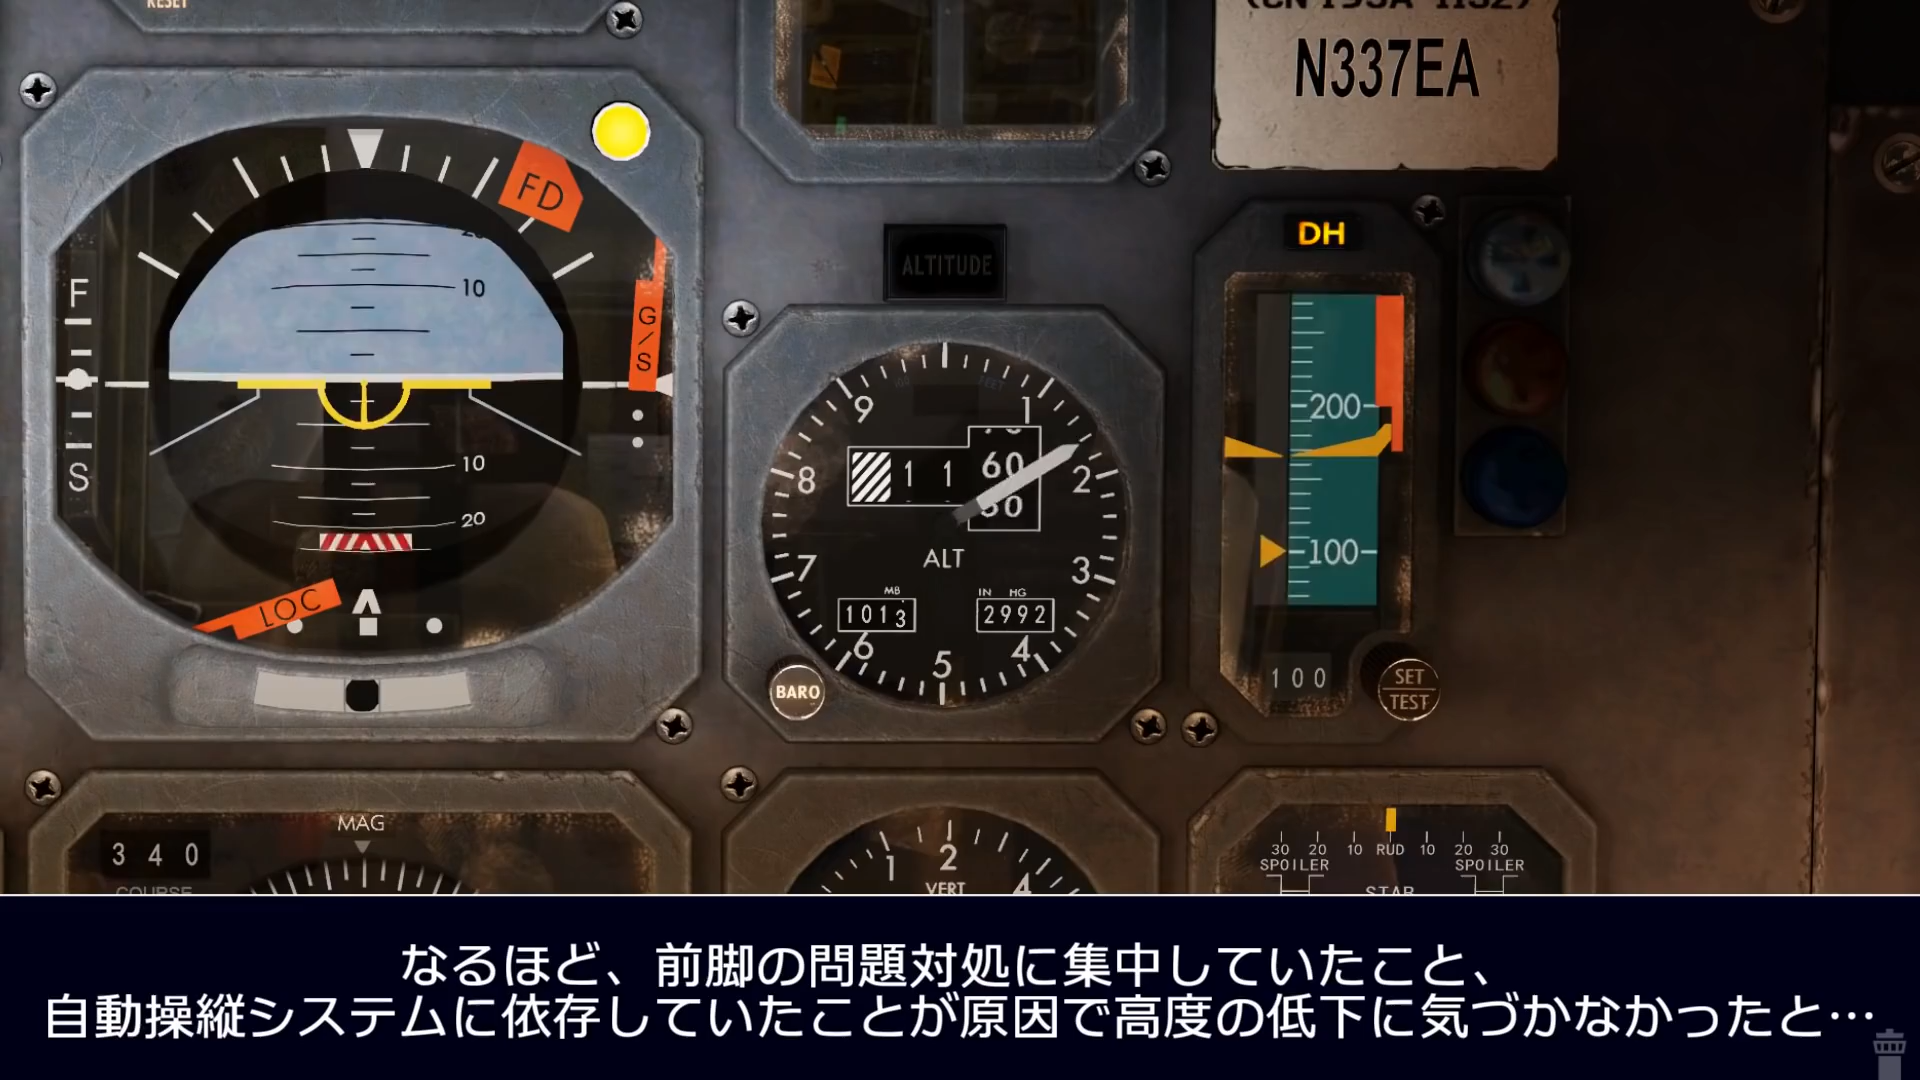 RESET
N337EA
FD
DH
10
F
G/S
S
10
20
LOC
ALTITUDE
9
1
8
2
1 1
60
ALT
7
3
MB
1013
IN HG
2992
6
5
4
BARO
200
100
100
SET
TEST
MAG
340
COURSE
1
2
4
VERT
30 20 10 RUD 10 20 30
SPOILER SPOILER
STAB
なるほど、前脚の問題対処に集中していたこと、
自動操縦システムに依存していたことが原因で高度の低下に気づかなかったと…